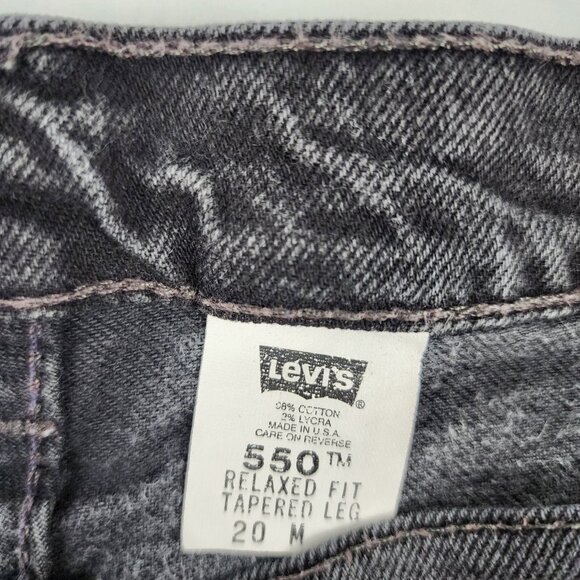 LEVI'S ®
98% COTTON
2% LYCRA
MADE IN U.S.A
CARE ON REVERSE
550™
RELAXED FIT
TAPERED LEG
20 M